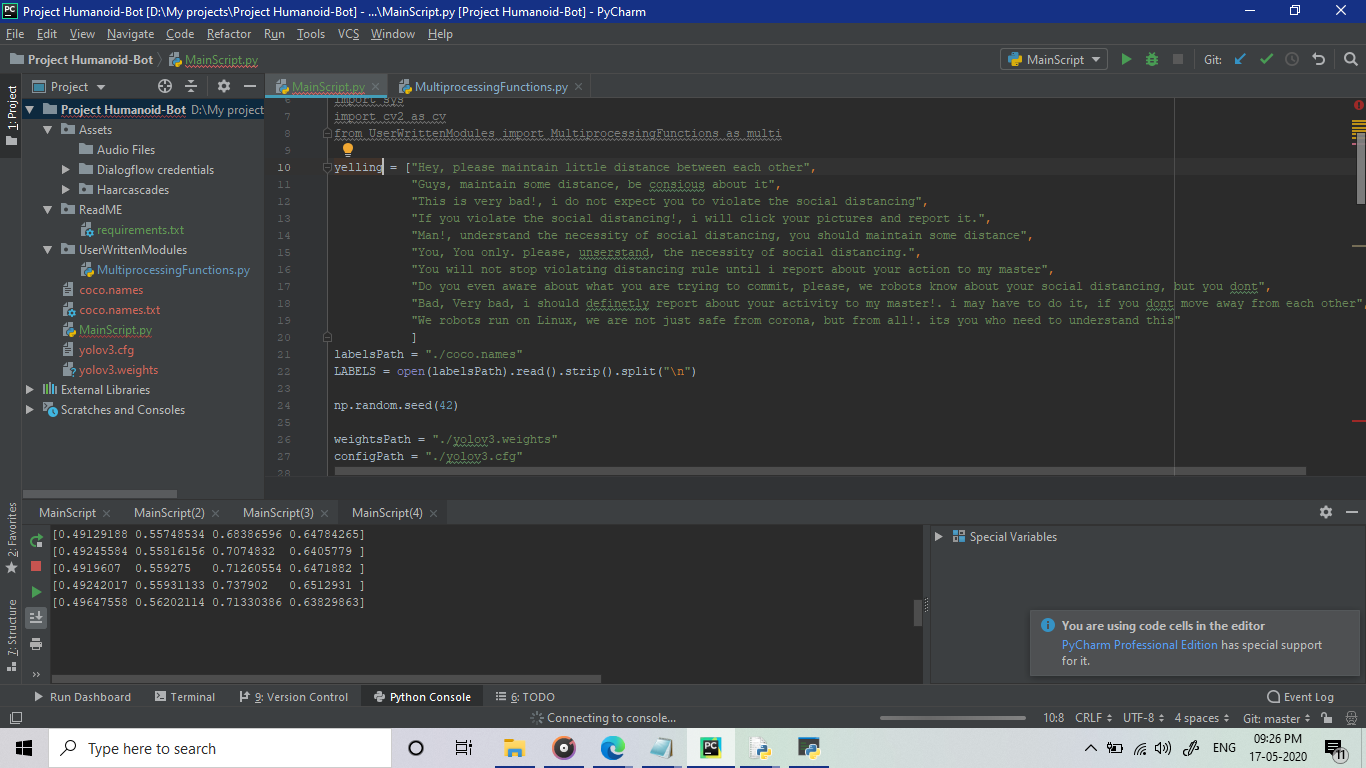 Project Humanoid-Bot [D:\My projects\Project Humanoid-Bot] - ...\MainScript.py [Project Humanoid-Bot] - PyCharm
File Edit View Navigate Code Refactor Run Tools VCS Window Help
Project Humanoid-Bot MainScript.py MainScript Git:
1: Project
Project MainScript.py MultiprocessingFunctions.py
Project Humanoid-Bot D:\My project
Assets
Audio Files
Dialogflow credentials
Haarcascades
ReadME
requirements.txt
UserWrittenModules
MultiprocessingFunctions.py
coco.names
coco.names.txt
MainScript.py
yolov3.cfg
yolov3.weights
External Libraries
Scratches and Consoles
6 import sys
7 import cv2 as cv
8 from UserWrittenModules import MultiprocessingFunctions as multi
9
10 yelling = ["Hey, please maintain little distance between each other",
11 "Guys, maintain some distance, be consious about it",
12 "This is very bad!, i do not expect you to violate the social distancing",
13 "If you violate the social distancing!, i will click your pictures and report it.",
14 "Man!, understand the necessity of social distancing, you should maintain some distance",
15 "You, You only. please, unserstand, the necessity of social distancing.",
16 "You will not stop violating distancing rule until i report about your action to my master",
17 "Do you even aware about what you are trying to commit, please, we robots know about your social distancing, but you dont",
18 "Bad, Very bad, i should definetly report about your activity to my master!. i may have to do it, if you dont move away from each other",
19 "We robots run on Linux, we are not just safe from corona, but from all!. its you who need to understand this"
20 ]
21 labelsPath = "./coco.names"
22 LABELS = open(labelsPath).read().strip().split("\n")
23
24 np.random.seed(42)
25
26 weightsPath = "./yolov3.weights"
27 configPath = "./yolov3.cfg"
28
2: Favorites
7: Structure
MainScript MainScript(2) MainScript(3) MainScript(4)
[0.49129188 0.55748534 0.68386596 0.64784265]
[0.49245584 0.55816156 0.7074832 0.6405779 ]
[0.4919607 0.559275 0.71260554 0.6471882 ]
[0.49242017 0.55931133 0.737902 0.6512931 ]
[0.49647558 0.56202114 0.71330386 0.63829863]
Special Variables
You are using code cells in the editor
PyCharm Professional Edition has special support
for it.
Run Dashboard Terminal 9: Version Control Python Console 6: TODO Event Log
Connecting to console... 10:8 CRLF UTF-8 4 spaces Git: master
Type here to search PC ENG 09:26 PM
17-05-2020 11